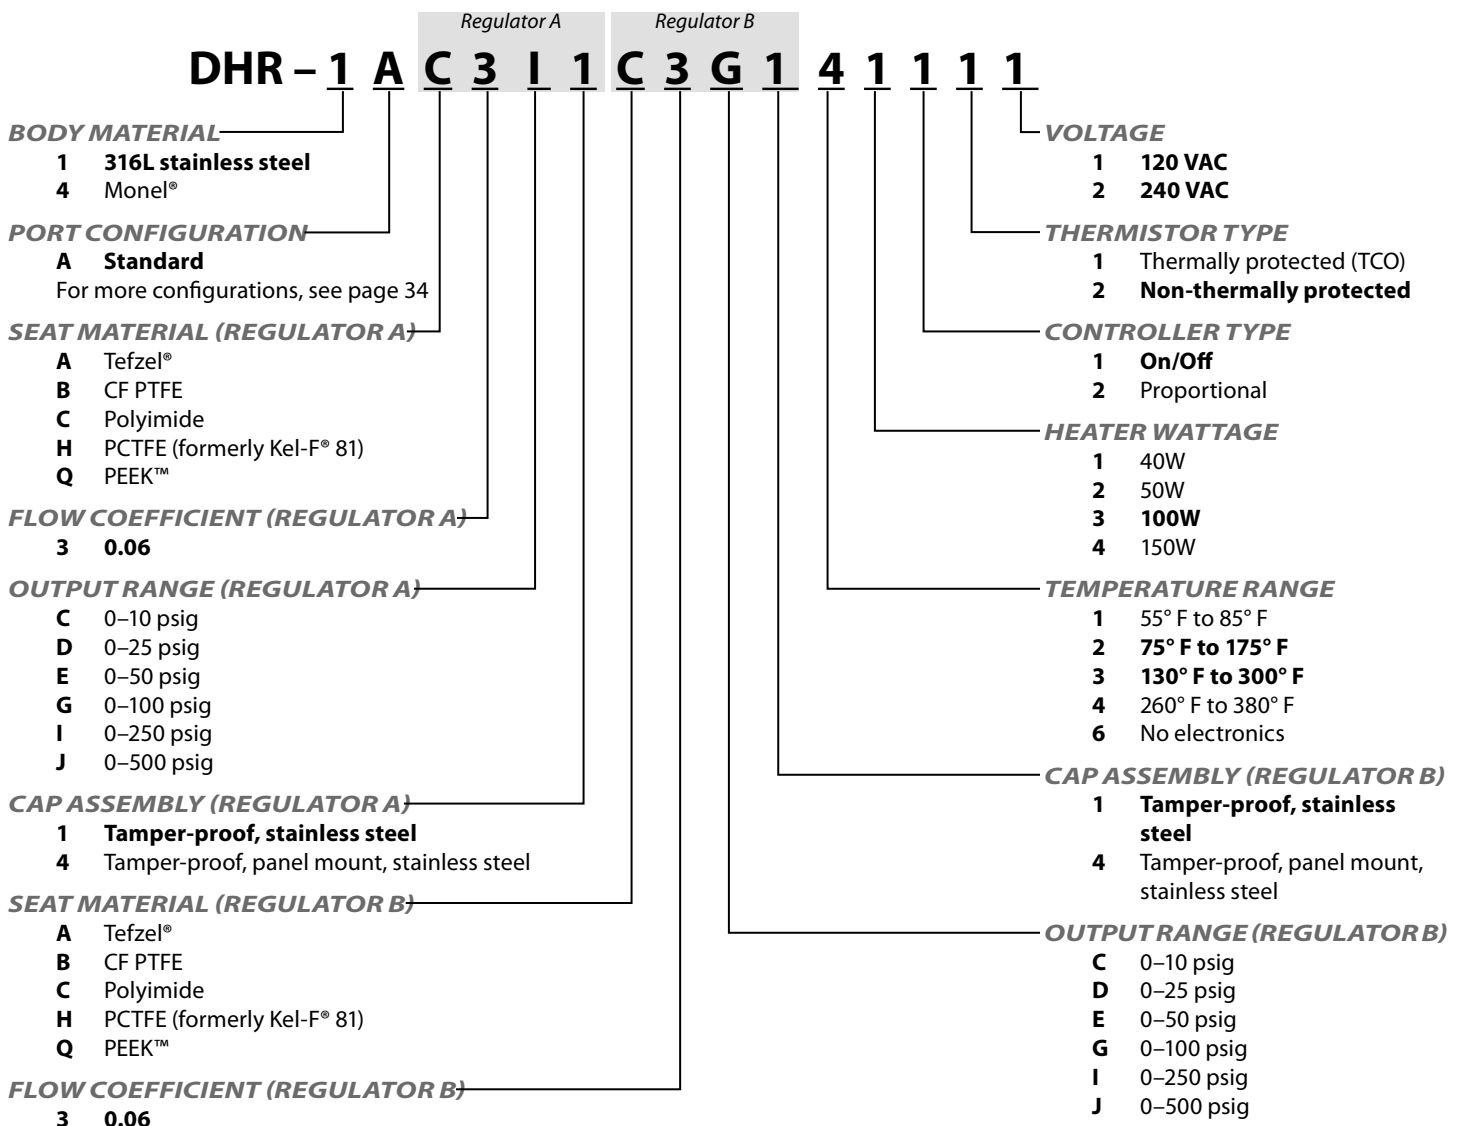 Regulator A
Regulator B
DHR – 1 A C 3 I 1 C 3 G 1 4 1 1 1 1
BODY MATERIAL
1 316L stainless steel
4 Monel®
PORT CONFIGURATION
A Standard
For more configurations, see page 34
SEAT MATERIAL (REGULATOR A)
A Tefzel®
B CF PTFE
C Polyimide
H PCTFE (formerly Kel-F® 81)
Q PEEK™
FLOW COEFFICIENT (REGULATOR A)
3 0.06
OUTPUT RANGE (REGULATOR A)
C 0–10 psig
D 0–25 psig
E 0–50 psig
G 0–100 psig
I 0–250 psig
J 0–500 psig
CAP ASSEMBLY (REGULATOR A)
1 Tamper-proof, stainless steel
4 Tamper-proof, panel mount, stainless steel
SEAT MATERIAL (REGULATOR B)
A Tefzel®
B CF PTFE
C Polyimide
H PCTFE (formerly Kel-F® 81)
Q PEEK™
FLOW COEFFICIENT (REGULATOR B)
3 0.06
VOLTAGE
1 120 VAC
2 240 VAC
THERMISTOR TYPE
1 Thermally protected (TCO)
2 Non-thermally protected
CONTROLLER TYPE
1 On/Off
2 Proportional
HEATER WATTAGE
1 40W
2 50W
3 100W
4 150W
TEMPERATURE RANGE
1 55° F to 85° F
2 75° F to 175° F
3 130° F to 300° F
4 260° F to 380° F
6 No electronics
CAP ASSEMBLY (REGULATOR B)
1 Tamper-proof, stainless
steel
4 Tamper-proof, panel mount,
stainless steel
OUTPUT RANGE (REGULATOR B)
C 0–10 psig
D 0–25 psig
E 0–50 psig
G 0–100 psig
I 0–250 psig
J 0–500 psig